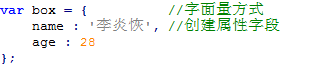 var box = { //字面量方式
name : '李炎恢', //创建属性字段
age : 28
};